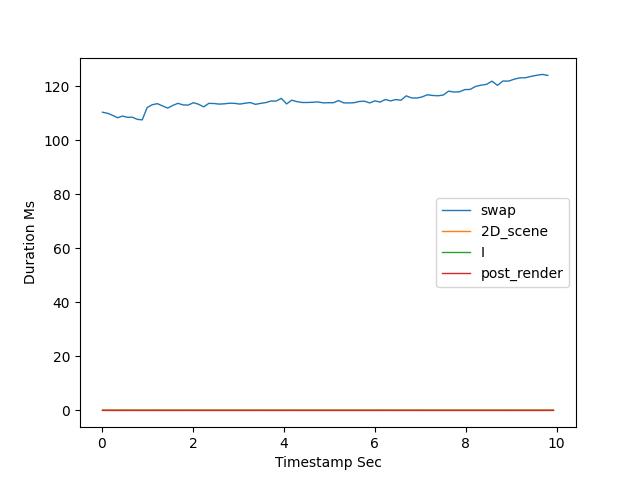 120
100
80
60
40
20
0
Duration Ms
swap
2D_scene
I
post_render
0 2 4 6 8 10
Timestamp Sec